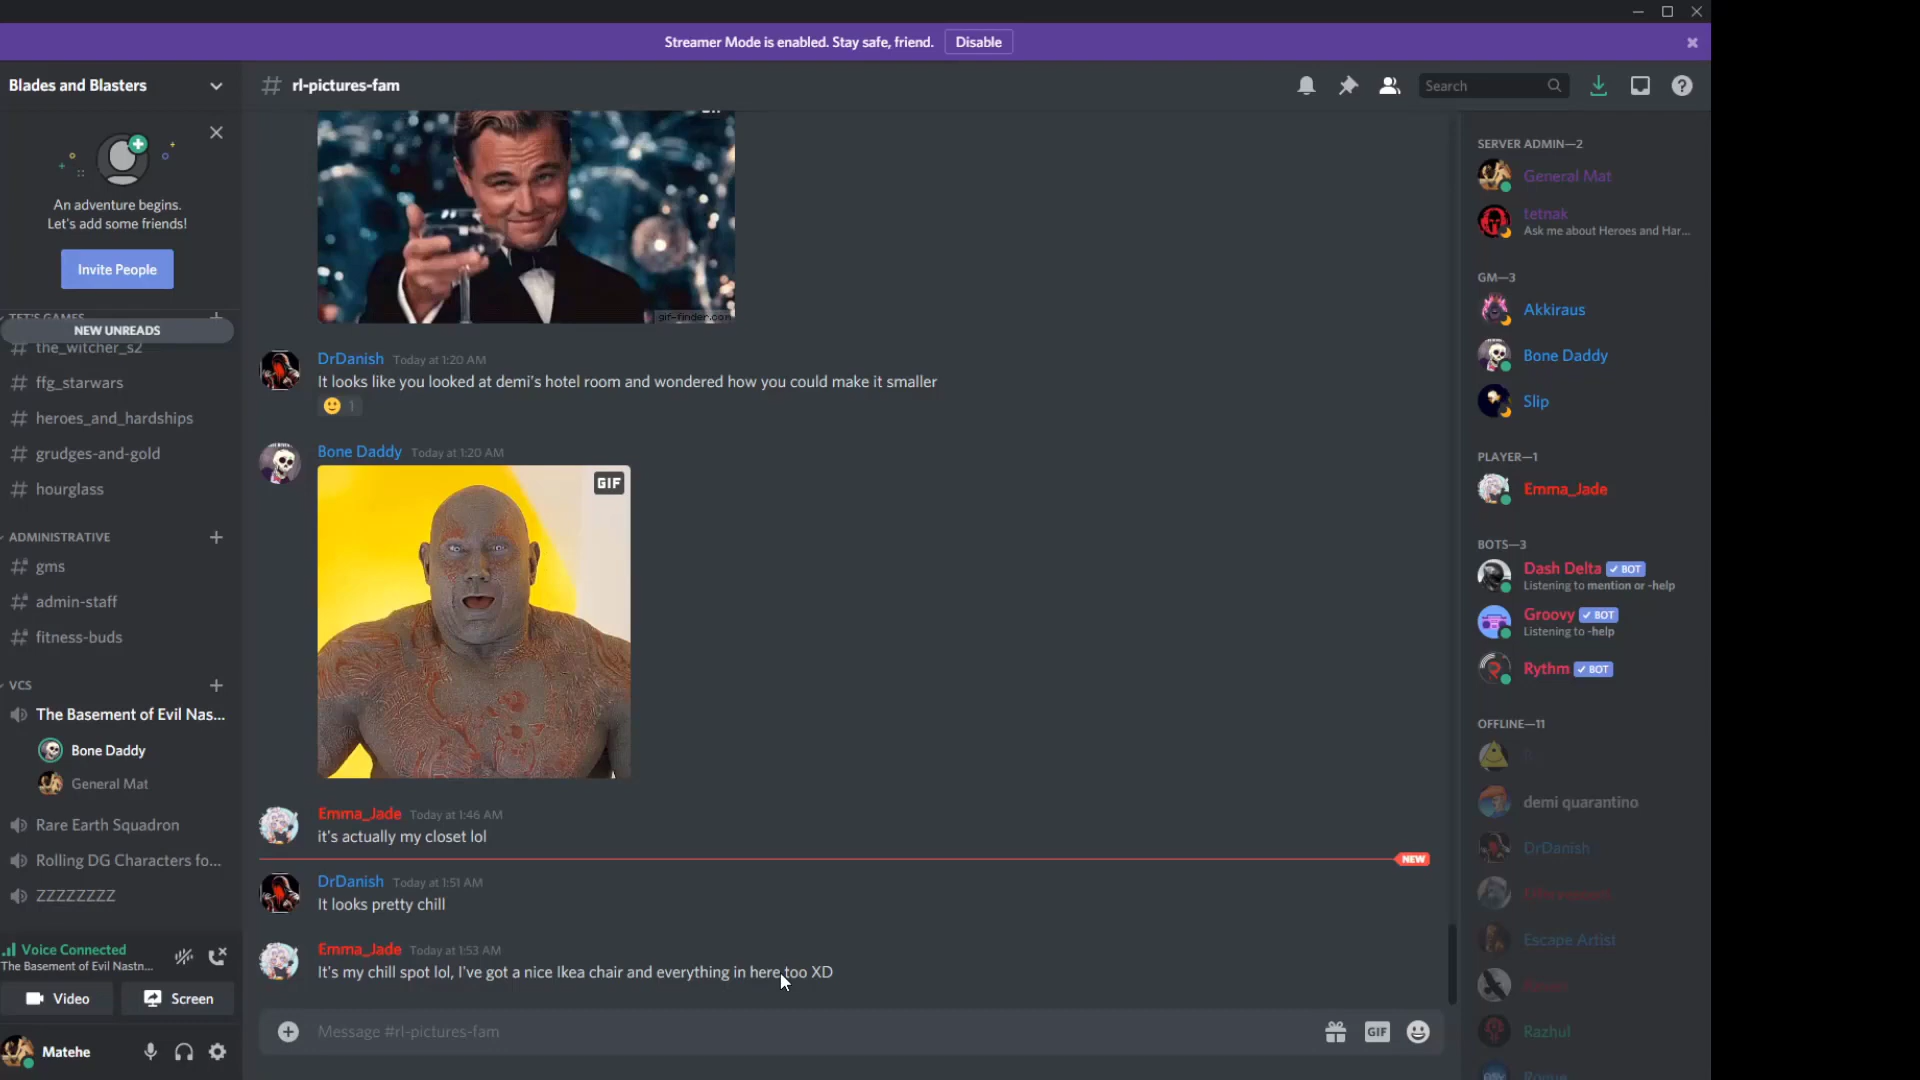 Streamer Mode is enabled. Stay safe, friend.
Disable
Blades and Blasters
rl-pictures-fam
Search
An adventure begins.
Let's add some friends!
Invite People
TET'S GAMES
NEW UNREADS
the_witcher_s2
ffg_starwars
heroes_and_hardships
grudges-and-gold
hourglass
ADMINISTRATIVE
gms
admin-staff
fitness-buds
VCS
The Basement of Evil Nas...
Bone Daddy
General Mat
Rare Earth Squadron
Rolling DG Characters fo...
ZZZZZZZZ
Voice Connected
The Basement of Evil Nastn...
Video
Screen
Matehe
gif-finder.com
DrDanish Today at 1:20 AM
It looks like you looked at demi's hotel room and wondered how you could make it smaller
1
Bone Daddy Today at 1:20 AM
GIF
Emma_Jade Today at 1:46 AM
it's actually my closet lol
NEW
DrDanish Today at 1:51 AM
It looks pretty chill
Emma_Jade Today at 1:53 AM
It's my chill spot lol, I've got a nice Ikea chair and everything in here too XD
Message #rl-pictures-fam
GIF
SERVER ADMIN—2
General Mat
tetnak
Ask me about Heroes and Har...
GM—3
Akkiraus
Bone Daddy
Slip
PLAYER—1
Emma_Jade
BOTS—3
Dash Delta BOT
Listening to mention or -help
Groovy BOT
Listening to -help
Rythm BOT
OFFLINE—11
demi quarantino
DrDanish
Escape Artist
Razhul